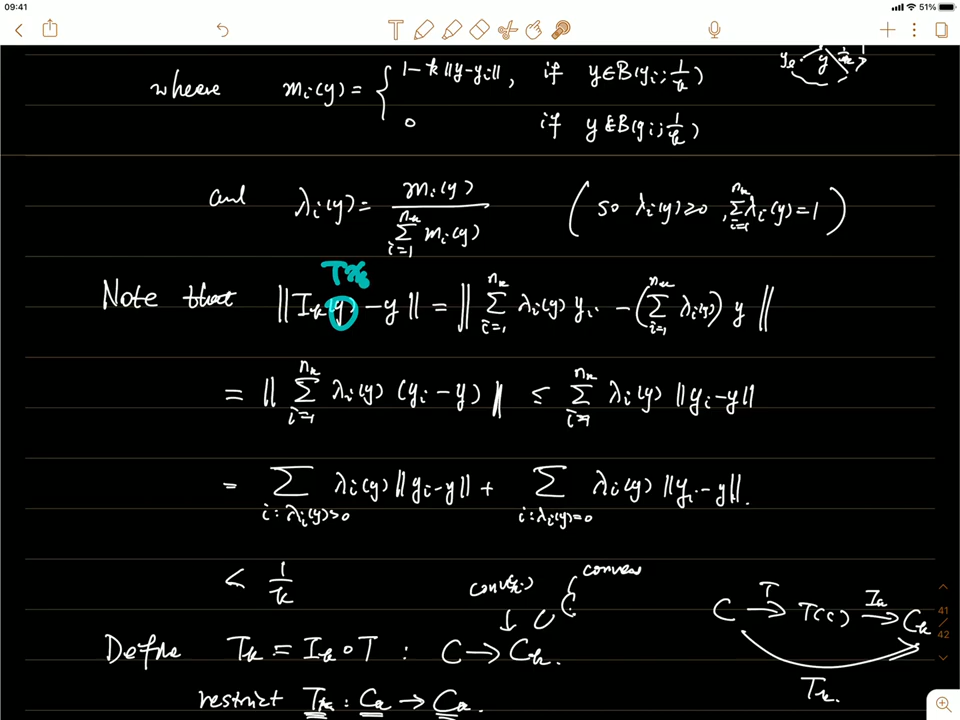 09:41
51%
where m_i(y) = { 1 - k ||y - y_i|| , if y ∈ B(y_i ; 1/k)
0 if y ∉ B(y_i ; 1/k)
and λ_i(y) = m_i(y) / Σ_{i=1}^{n_k} m_i(y) ( so λ_i(y) ≥ 0 , Σ_{i=1}^{n_k} λ_i(y) = 1 )
Note that || I_k(y) - y || = || Σ_{i=1}^{n_k} λ_i(y) y_i - ( Σ_{i=1}^{n_k} λ_i(y) ) y ||
= || Σ_{i=1}^{n_k} λ_i(y) (y_i - y) || ≤ Σ_{i=1}^{n_k} λ_i(y) ||y_i - y||
= Σ_{i : λ_i(y)>0} λ_i(y) ||y_i - y|| + Σ_{i : λ_i(y)=0} λ_i(y) ||y_i - y||.
< 1/k
convex
C
C →T T(C) →I_k C_k
T_k.
Define T_k := I_k ∘ T : C → C_k.
restrict T_k : C_k → C_k.
41
/
42